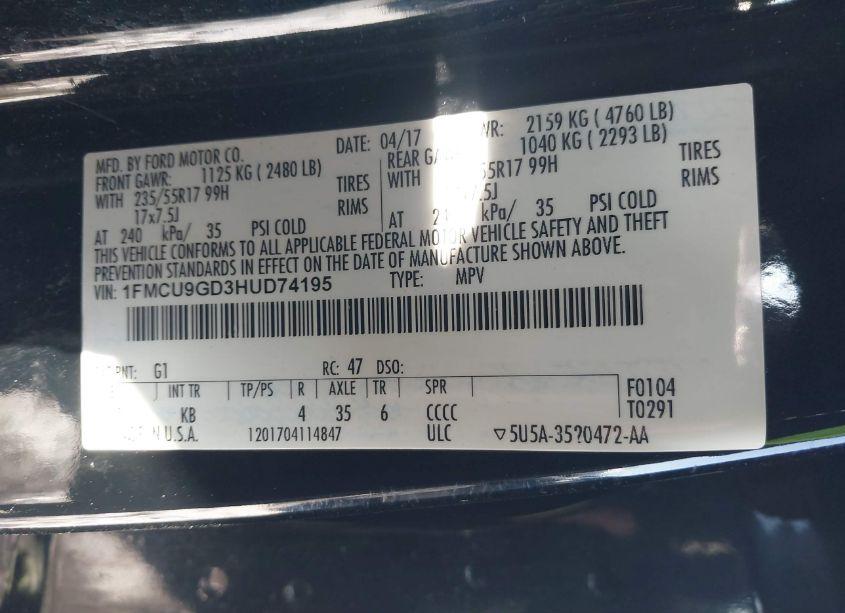 MFD. BY FORD MOTOR CO. DATE: 04/17 WR: 2159 KG ( 4760 LB)
FRONT GAWR: 1125 KG ( 2480 LB) REAR GA 1040 KG ( 2293 LB)
WITH 235/55R17 99H TIRES WITH 55R17 99H TIRES
17x7.5J RIMS .5J RIMS
AT 240 kPa/ 35 PSI COLD AT kPa/ 35 PSI COLD
THIS VEHICLE CONFORMS TO ALL APPLICABLE FEDERAL MOTOR VEHICLE SAFETY AND THEFT
PREVENTION STANDARDS IN EFFECT ON THE DATE OF MANUFACTURE SHOWN ABOVE.
VIN: 1FMCU9GD3HUD74195 TYPE: MPV
PNT: G1 RC: 47 DSO:
INT TR TP/PS R AXLE TR SPR F0104
KB 4 35 6 CCCC T0291
N U.S.A. 1201704114847 ULC ▽5U5A-3520472-AA